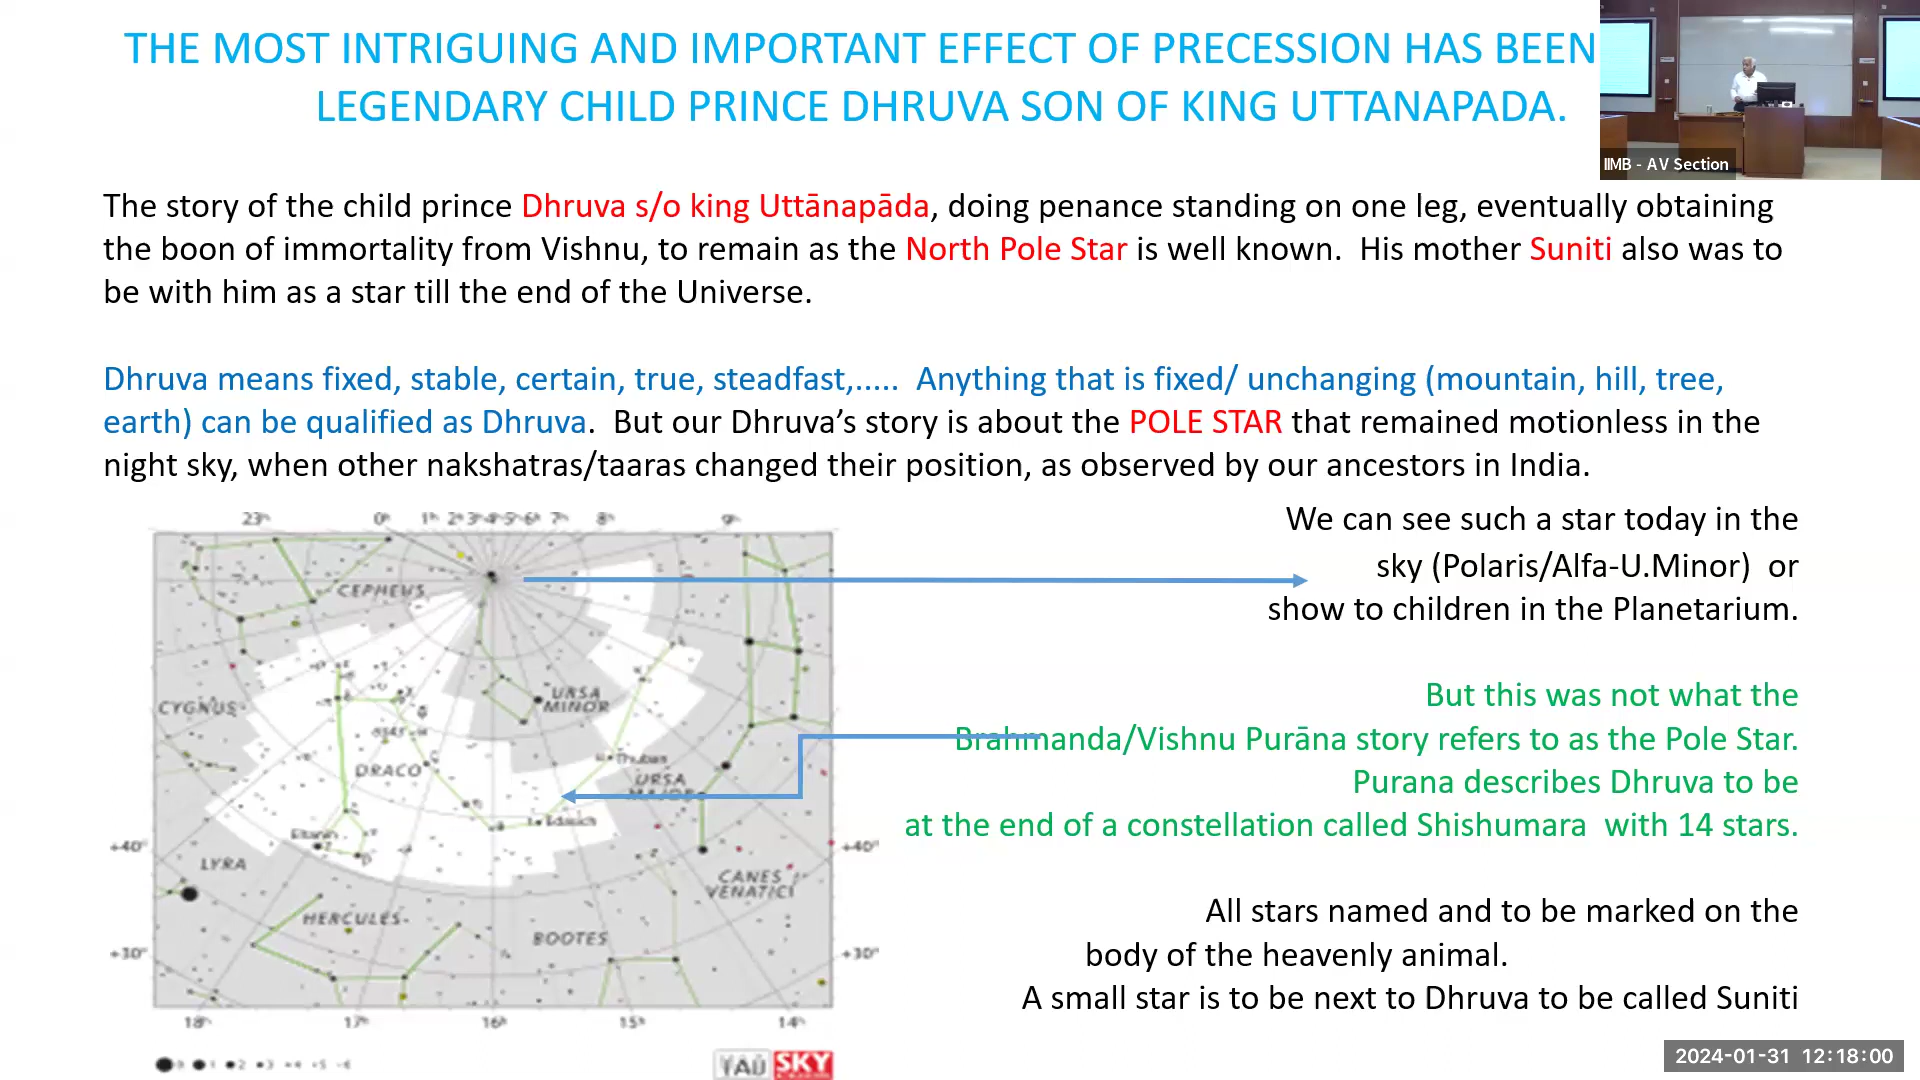 THE MOST INTRIGUING AND IMPORTANT EFFECT OF PRECESSION HAS BEEN
LEGENDARY CHILD PRINCE DHRUVA SON OF KING UTTANAPADA.
IIMB - AV Section
The story of the child prince Dhruva s/o king Uttānapāda, doing penance standing on one leg, eventually obtaining
the boon of immortality from Vishnu, to remain as the North Pole Star is well known.  His mother Suniti also was to
be with him as a star till the end of the Universe.
Dhruva means fixed, stable, certain, true, steadfast,.....  Anything that is fixed/ unchanging (mountain, hill, tree,
earth) can be qualified as Dhruva.  But our Dhruva’s story is about the POLE STAR that remained motionless in the
night sky, when other nakshatras/taaras changed their position, as observed by our ancestors in India.
We can see such a star today in the
sky (Polaris/Alfa-U.Minor)  or
show to children in the Planetarium.
But this was not what the
Brahmanda/Vishnu Purāna story refers to as the Pole Star.
Purana describes Dhruva to be
at the end of a constellation called Shishumara  with 14 stars.
All stars named and to be marked on the
body of the heavenly animal.
A small star is to be next to Dhruva to be called Suniti
23h 0h 1h 2h 3h 4h 5h 6h 7h 8h 9h
CEPHEUS
CYGNUS
URSA
MINOR
DRACO
Thuban
URSA
MAJOR
Edasich
Eltanin
+40° +40°
LYRA
CANES
VENATICI
HERCULES
BOOTES
+30° +30°
18h 17h 16h 15h 14h
0 1 2 3 4 5 6
IAU SKY
2024-01-31 12:18:00